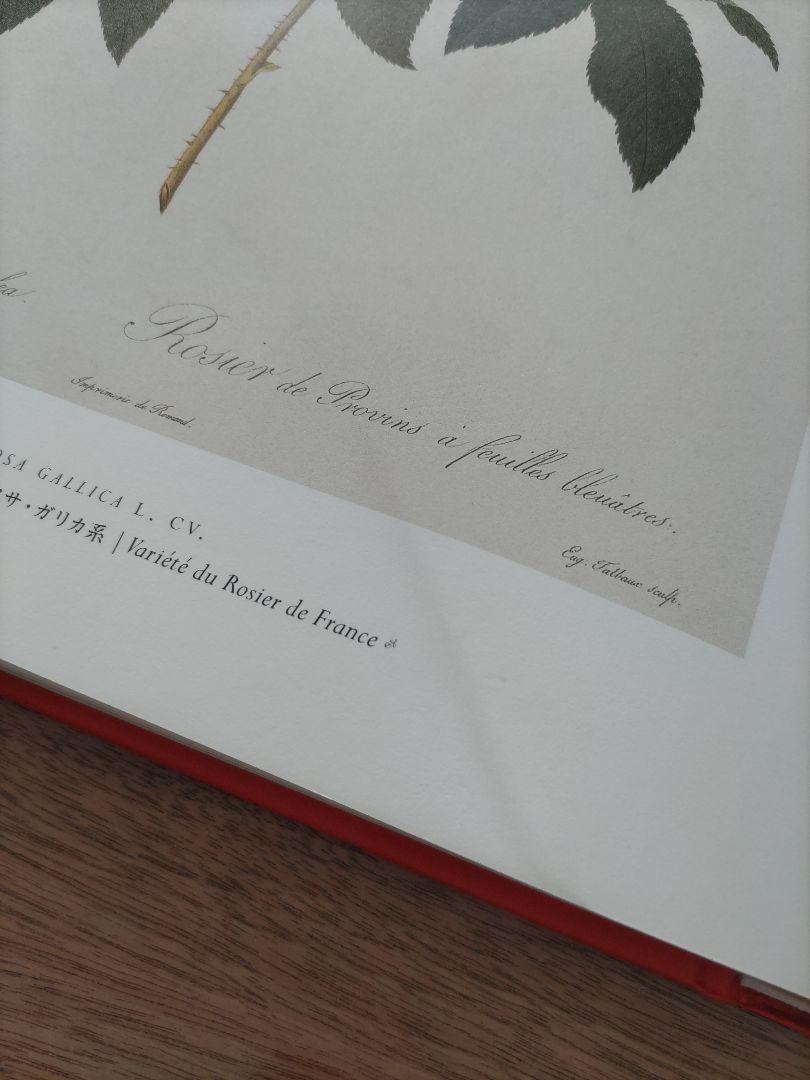 Rosier de Provins à feuilles bleuâtres.
Imprimerie de Remond.
Eug. Talbaux sculp.
OSA GALLICA L. CV.
サ・ガリカ系 | Variété du Rosier de France